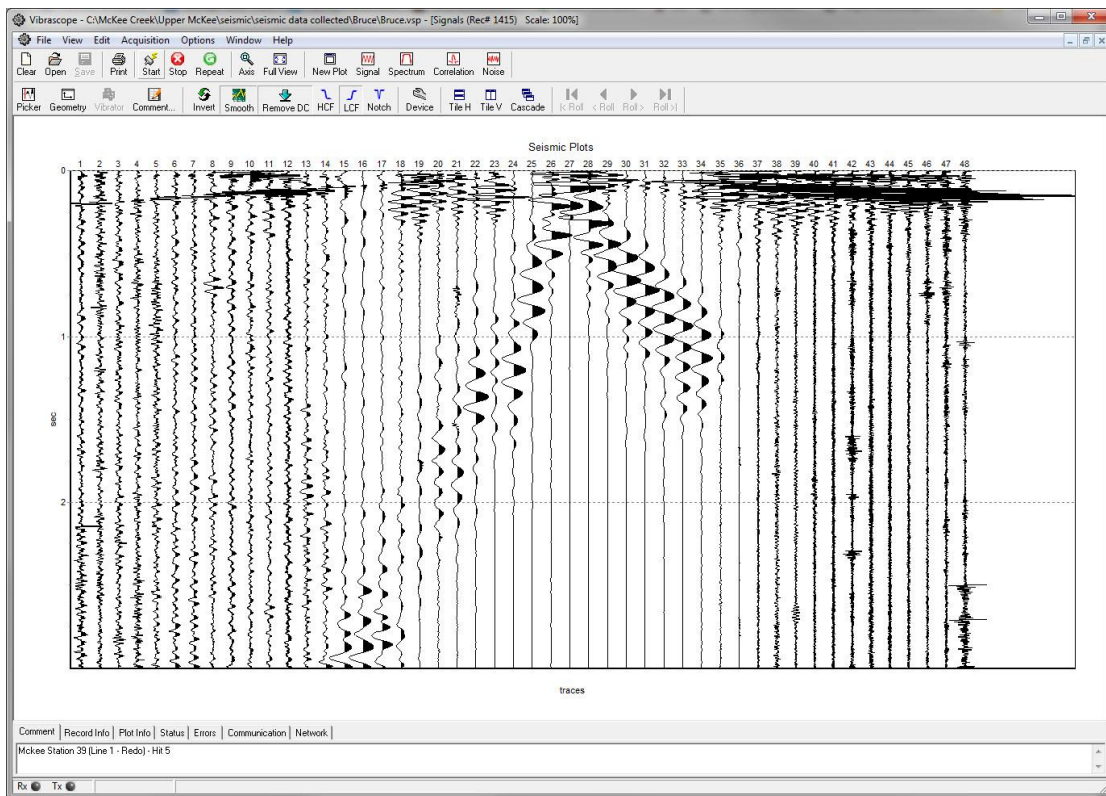 Vibrascope - C:\McKee Creek\Upper McKee\seismic\seismic data collected\Bruce\Bruce.vsp - [Signals (Rec# 1415) Scale: 100%]
File View Edit Acquisition Options Window Help
Clear Open Save Print Start Stop Repeat Axis Full View New Plot Signal Spectrum Correlation Noise
Picker Geometry Vibrator Comment... Invert Smooth Remove DC HCF LCF Notch Device Tile H Tile V Cascade |< Roll < Roll Roll > Roll >|
Seismic Plots
1 2 3 4 5 6 7 8 9 10 11 12 13 14 15 16 17 18 19 20 21 22 23 24 25 26 27 28 29 30 31 32 33 34 35 36 37 38 39 40 41 42 43 44 45 46 47 48
0
1
sec
2
traces
Comment Record Info Plot Info Status Errors Communication Network
Mckee Station 39 (Line 1 - Redo) - Hit 5
Rx Tx